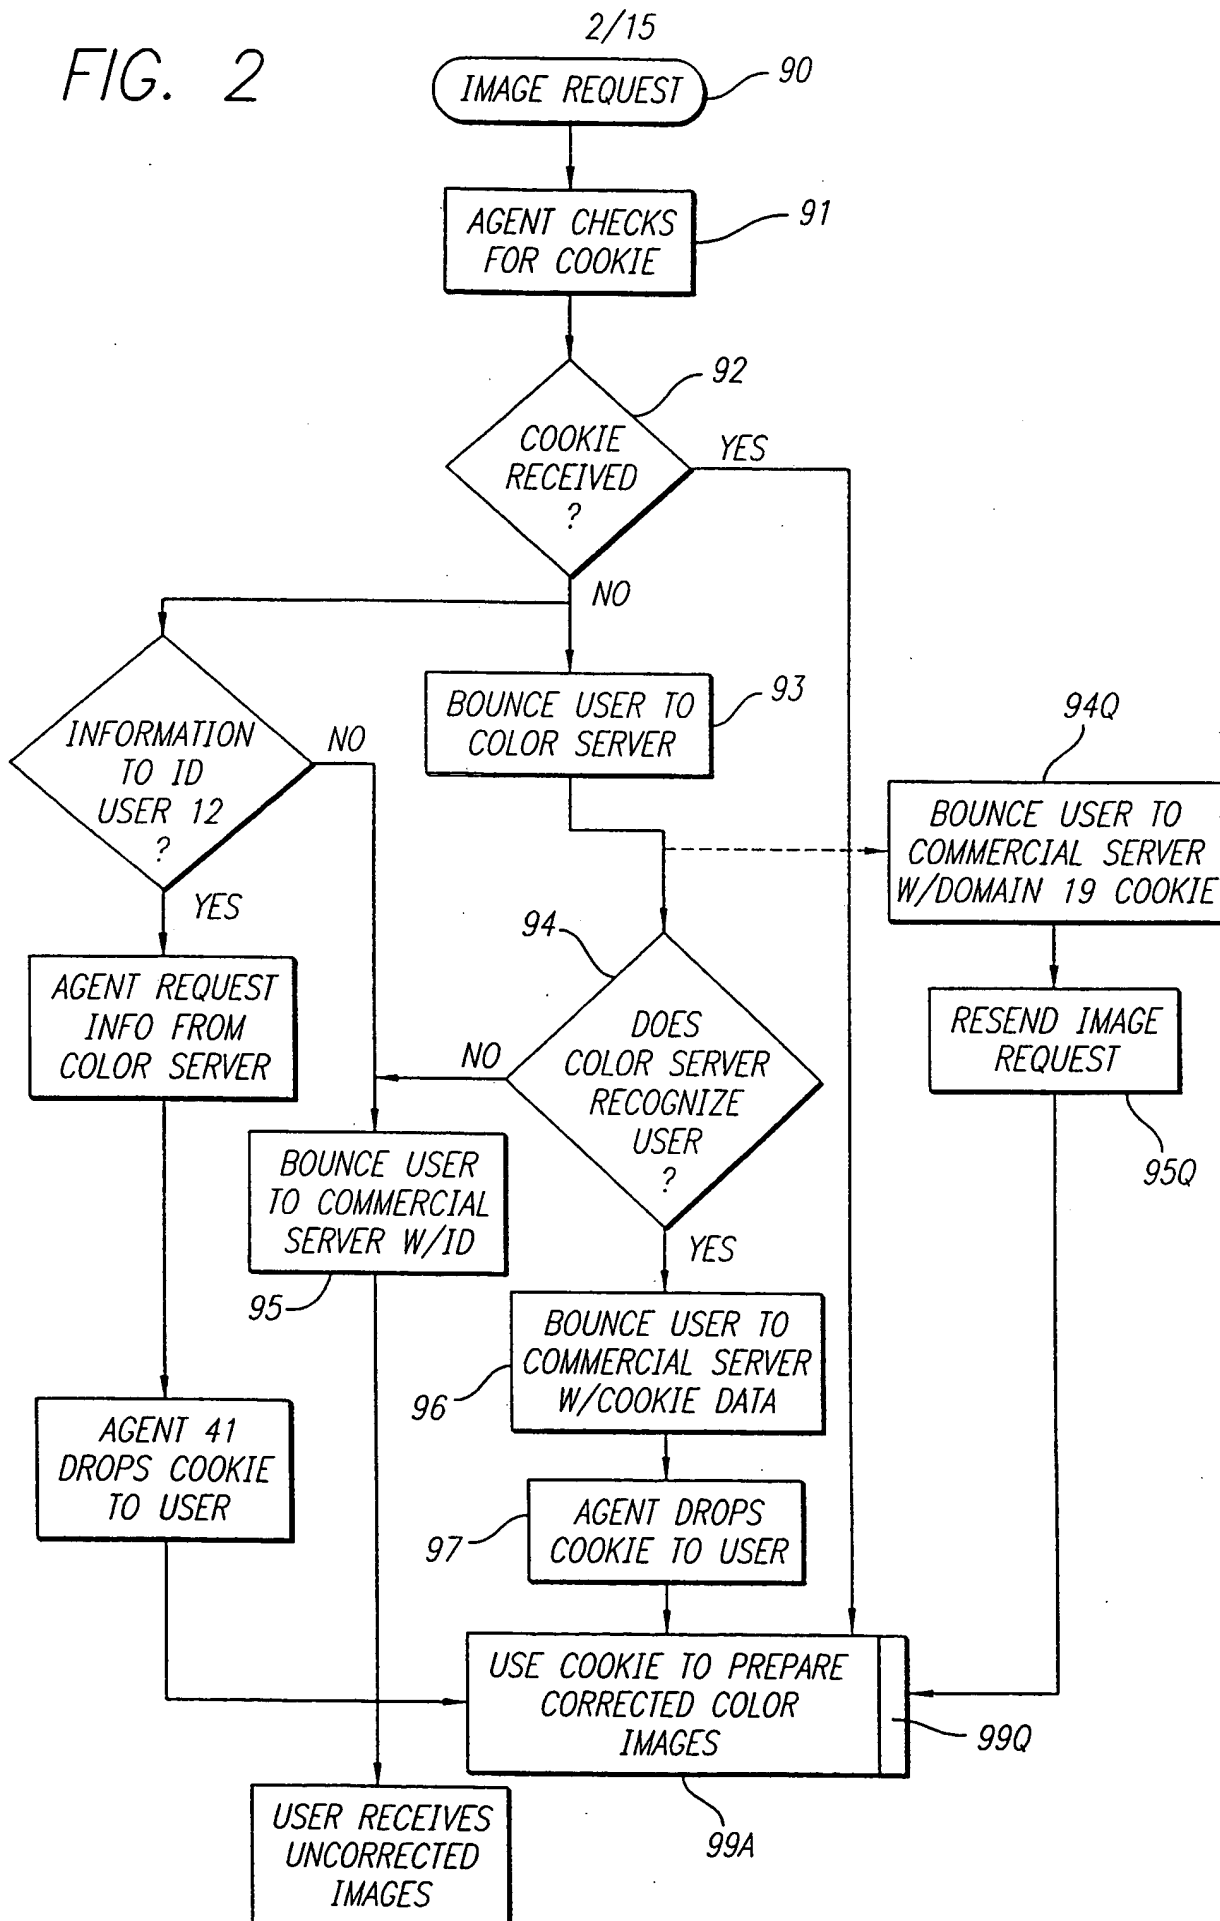 2/15
FIG. 2
IMAGE REQUEST
90
AGENT CHECKS
FOR COOKIE
91
92
COOKIE
RECEIVED
?
YES
NO
INFORMATION
TO ID
USER 12
?
NO
YES
BOUNCE USER TO
COLOR SERVER
93
94Q
BOUNCE USER TO
COMMERCIAL SERVER
W/DOMAIN 19 COOKIE
94
AGENT REQUEST
INFO FROM
COLOR SERVER
NO
DOES
COLOR SERVER
RECOGNIZE
USER
?
YES
RESEND IMAGE
REQUEST
95Q
BOUNCE USER
TO COMMERCIAL
SERVER W/ID
95
BOUNCE USER TO
COMMERCIAL SERVER
W/COOKIE DATA
96
AGENT 41
DROPS COOKIE
TO USER
AGENT DROPS
COOKIE TO USER
97
USE COOKIE TO PREPARE
CORRECTED COLOR
IMAGES
99Q
99A
USER RECEIVES
UNCORRECTED
IMAGES